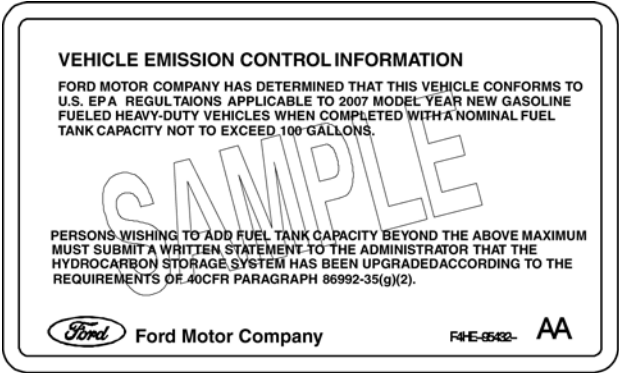 VEHICLE EMISSION CONTROL INFORMATION
FORD MOTOR COMPANY HAS DETERMINED THAT THIS VEHICLE CONFORMS TO
U.S. EPA REGULTAIONS APPLICABLE TO 2007 MODEL YEAR NEW GASOLINE
FUELED HEAVY-DUTY VEHICLES WHEN COMPLETED WITH A NOMINAL FUEL
TANK CAPACITY NOT TO EXCEED 100 GALLONS.
SAMPLE
PERSONS WISHING TO ADD FUEL TANK CAPACITY BEYOND THE ABOVE MAXIMUM
MUST SUBMIT A WRITTEN STATEMENT TO THE ADMINISTRATOR THAT THE
HYDROCARBON STORAGE SYSTEM HAS BEEN UPGRADEDACCORDING TO THE
REQUIREMENTS OF 40CFR PARAGRAPH 86992-35(g)(2).
Ford Ford Motor Company F4HE-95432- AA